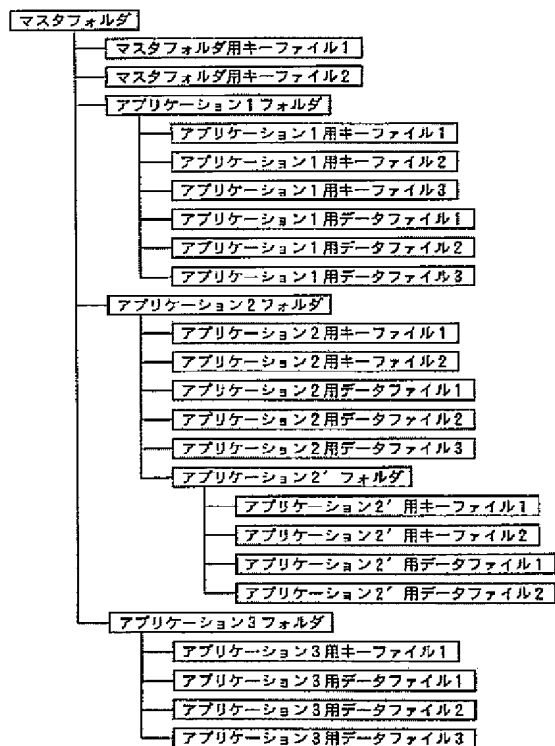 マスタフォルダ
マスタフォルダ用キーファイル1
マスタフォルダ用キーファイル2
アプリケーション1フォルダ
アプリケーション1用キーファイル1
アプリケーション1用キーファイル2
アプリケーション1用キーファイル3
アプリケーション1用データファイル1
アプリケーション1用データファイル2
アプリケーション1用データファイル3
アプリケーション2フォルダ
アプリケーション2用キーファイル1
アプリケーション2用キーファイル2
アプリケーション2用データファイル1
アプリケーション2用データファイル2
アプリケーション2用データファイル3
アプリケーション2′フォルダ
アプリケーション2′用キーファイル1
アプリケーション2′用キーファイル2
アプリケーション2′用データファイル1
アプリケーション2′用データファイル2
アプリケーション3フォルダ
アプリケーション3用キーファイル1
アプリケーション3用データファイル1
アプリケーション3用データファイル2
アプリケーション3用データファイル3